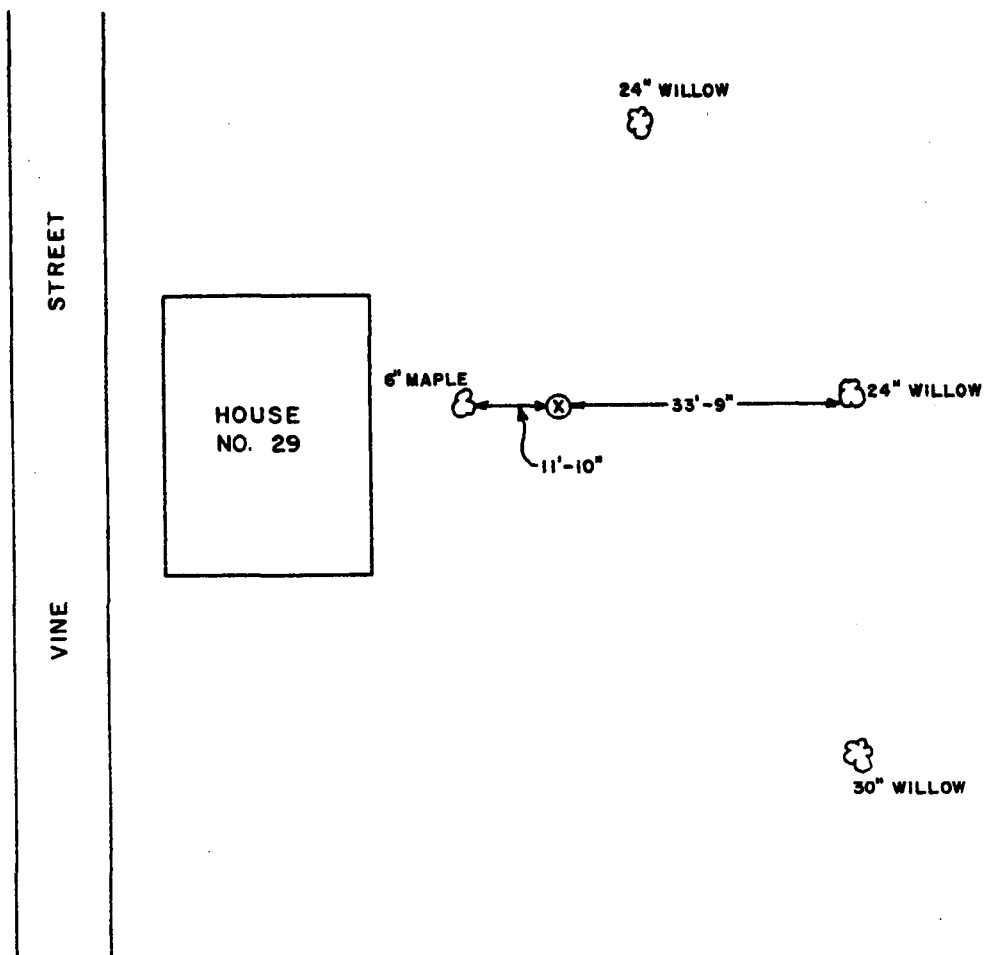 24" WILLOW
STREET
6" MAPLE
HOUSE
NO. 29
X
33'-9"
24" WILLOW
11'-10"
VINE
30" WILLOW